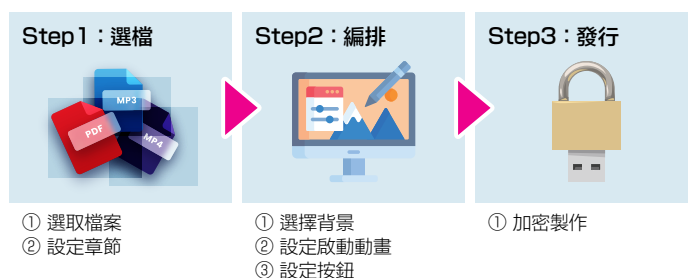 Step1：選檔
Step2：編排
Step3：發行
MP3
PDF
MP4
① 選取檔案
② 設定章節
① 選擇背景
② 設定啟動動畫
③ 設定按鈕
① 加密製作